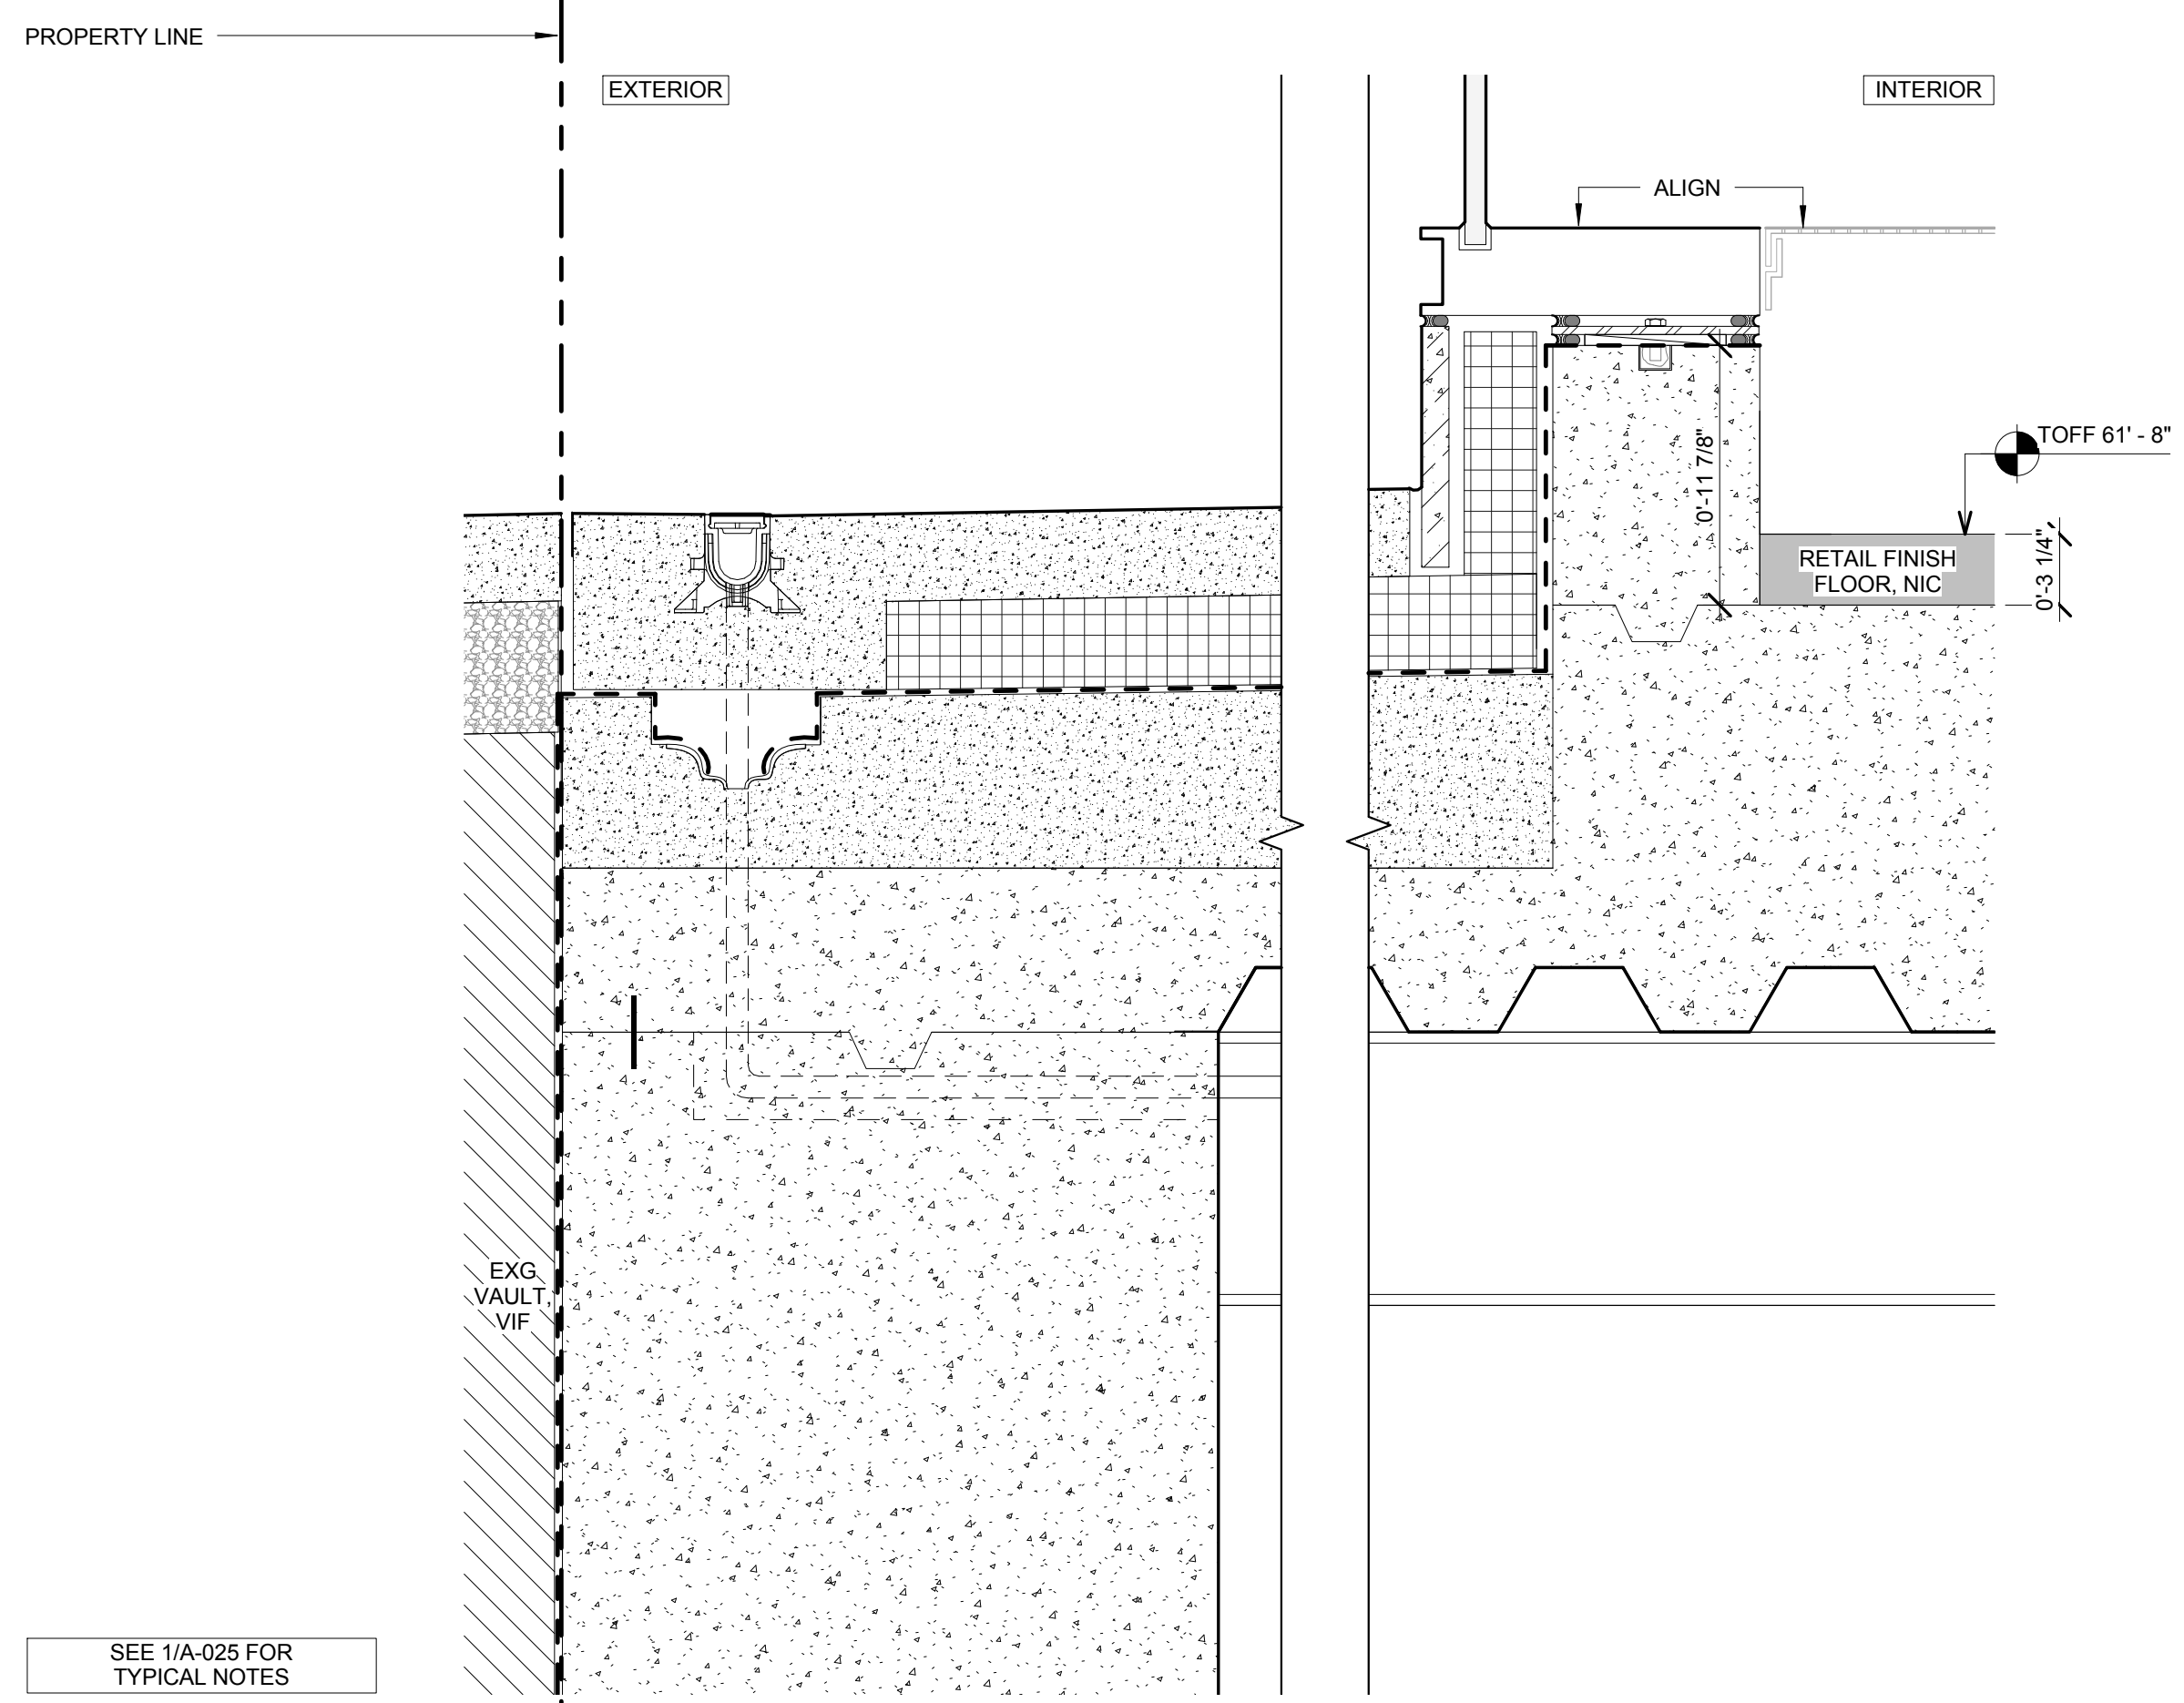 PROPERTY LINE
EXTERIOR
INTERIOR
ALIGN
TOFF 61' - 8"
0'-11 7/8"
RETAIL FINISH
FLOOR, NIC
0'-3 1/4"
EXG
VAULT,
VIF
SEE 1/A-025 FOR
TYPICAL NOTES